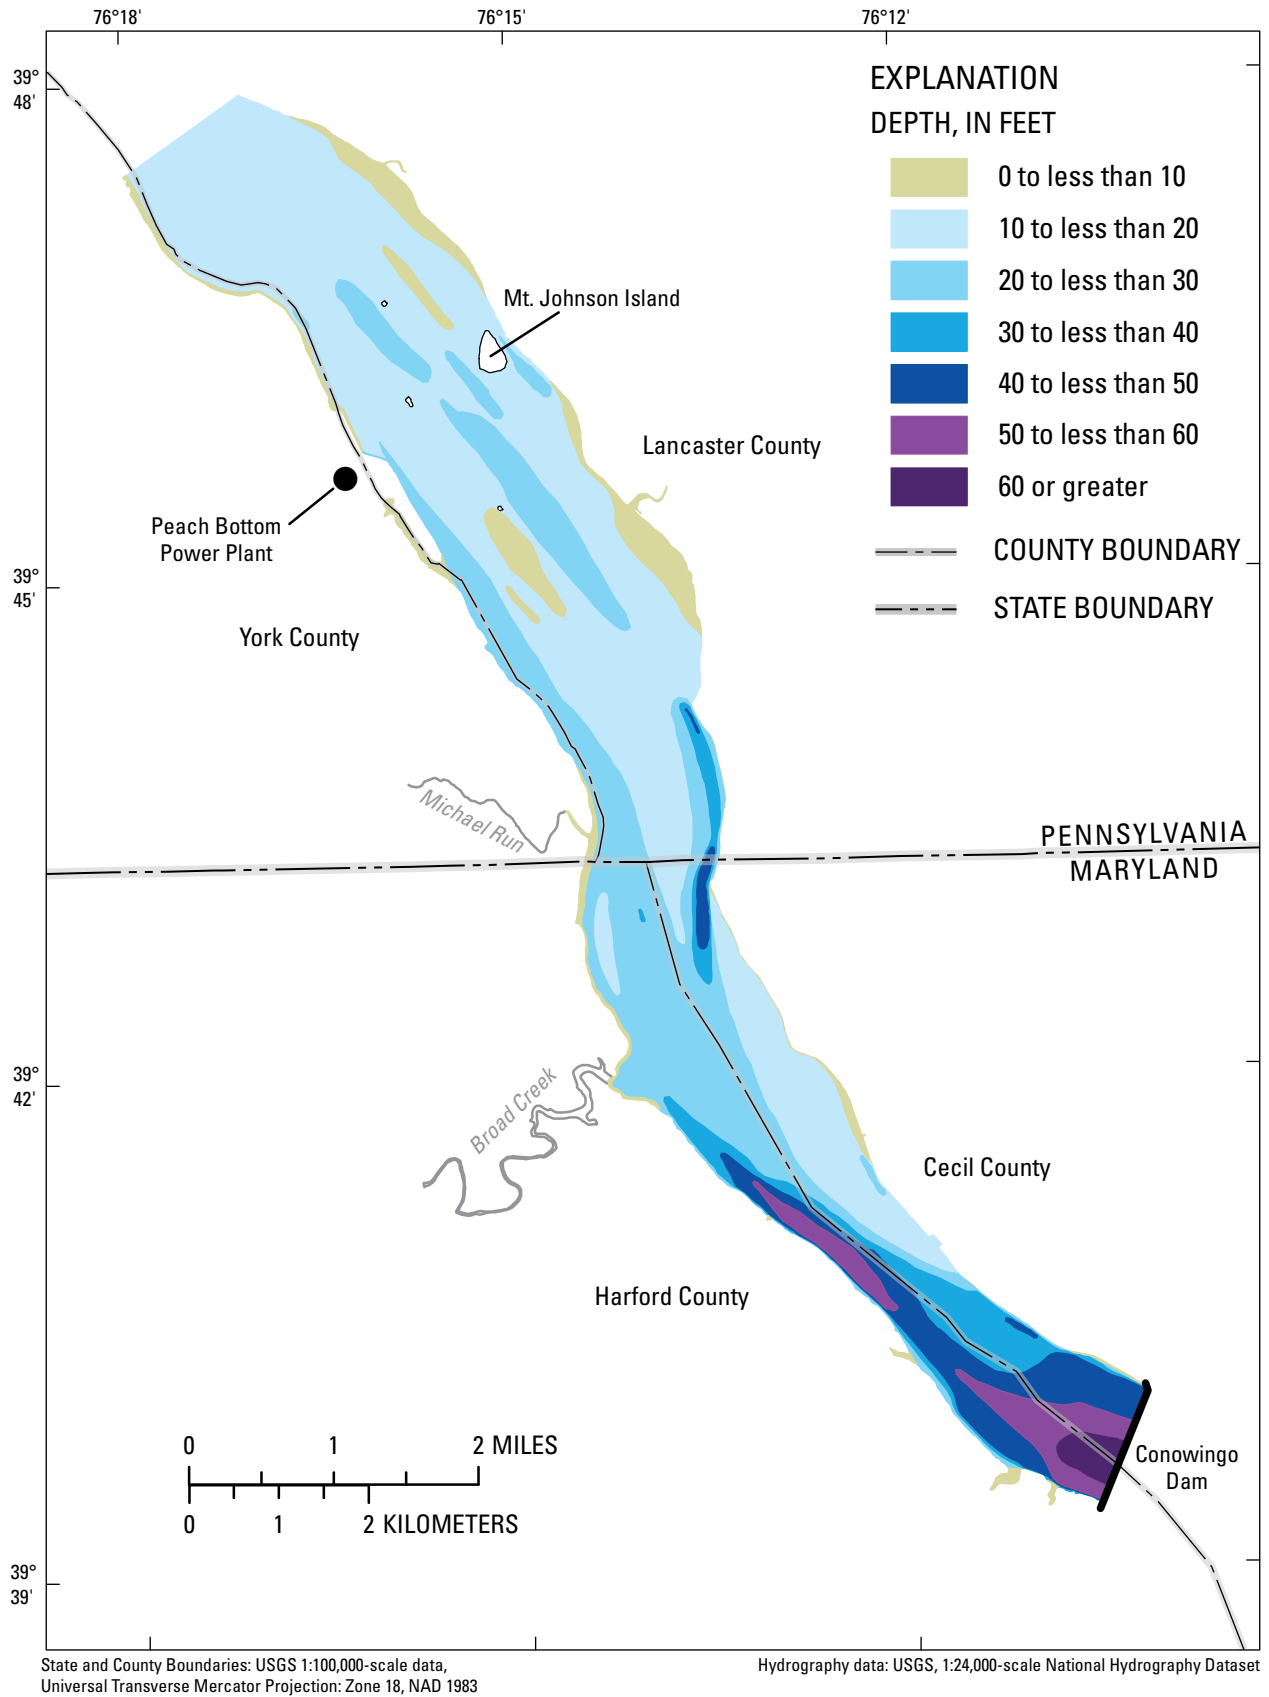 76°18'
76°15'
76°12'
39°
48'
EXPLANATION
DEPTH, IN FEET
0 to less than 10
10 to less than 20
20 to less than 30
30 to less than 40
40 to less than 50
50 to less than 60
60 or greater
COUNTY BOUNDARY
STATE BOUNDARY
Mt. Johnson Island
Lancaster County
Peach Bottom
Power Plant
39°
45'
York County
Michael Run
PENNSYLVANIA
MARYLAND
39°
42'
Broad Creek
Cecil County
Harford County
0 1 2 MILES
0 1 2 KILOMETERS
Conowingo
Dam
39°
39'
State and County Boundaries: USGS 1:100,000-scale data,
Universal Transverse Mercator Projection: Zone 18, NAD 1983
Hydrography data: USGS, 1:24,000-scale National Hydrography Dataset